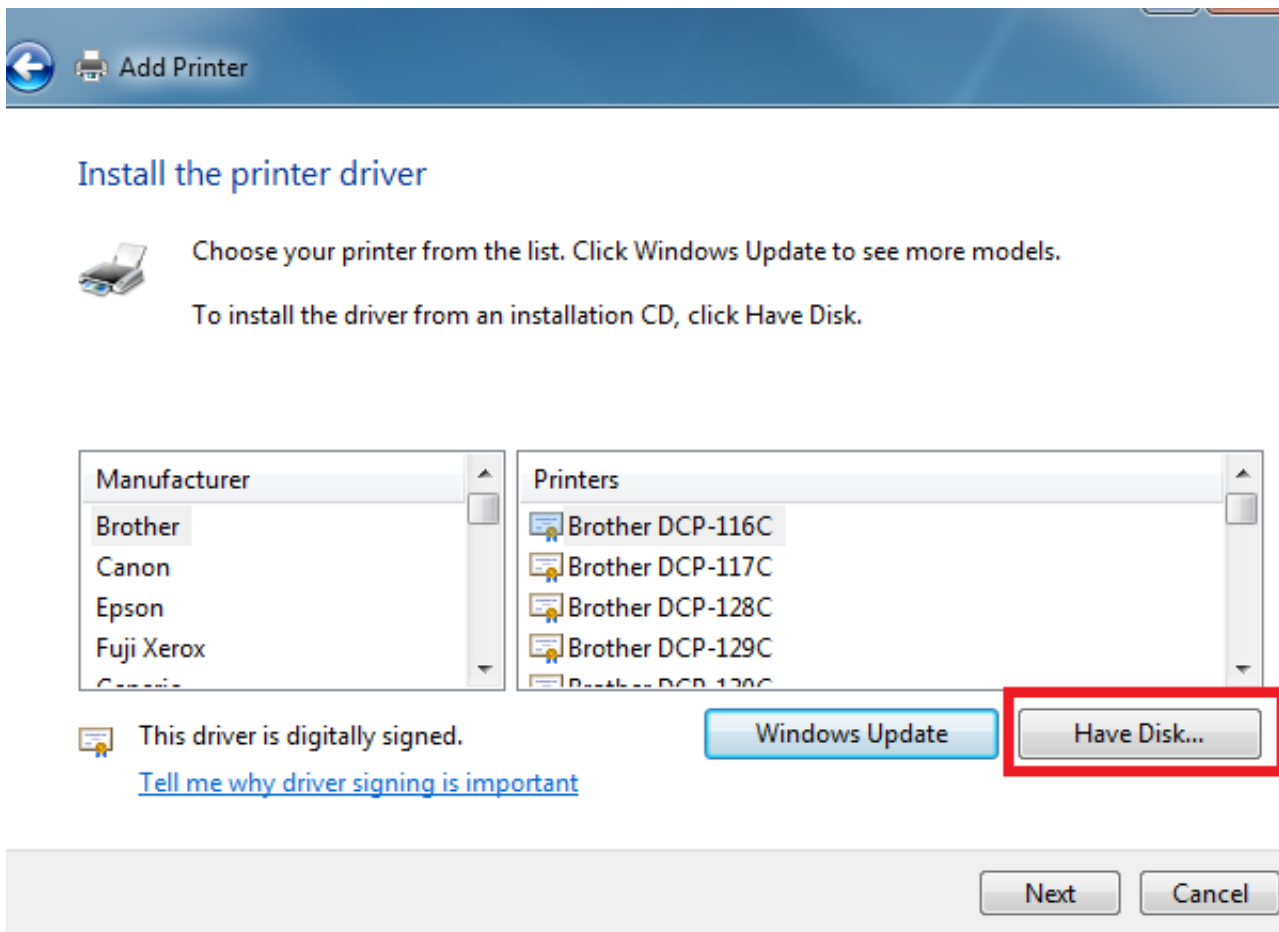 Add Printer
Install the printer driver
Choose your printer from the list. Click Windows Update to see more models.
To install the driver from an installation CD, click Have Disk.
Manufacturer
Brother
Canon
Epson
Fuji Xerox
Printers
Brother DCP-116C
Brother DCP-117C
Brother DCP-128C
Brother DCP-129C
This driver is digitally signed.
Tell me why driver signing is important
Windows Update
Have Disk...
Next
Cancel